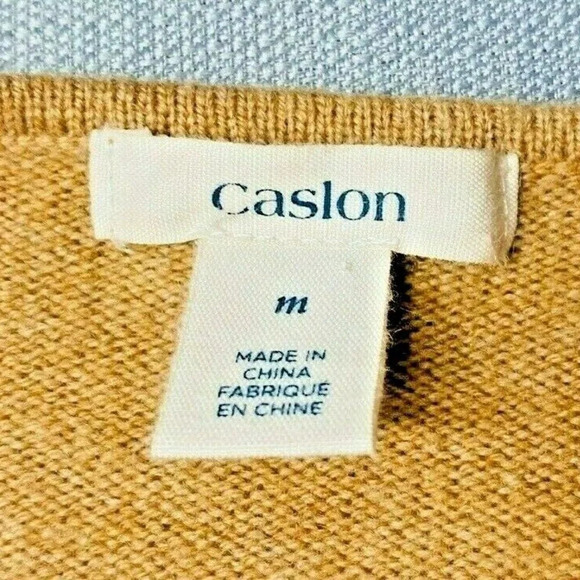 Caslon
m
MADE IN
CHINA
FABRIQUÉ
EN CHINE